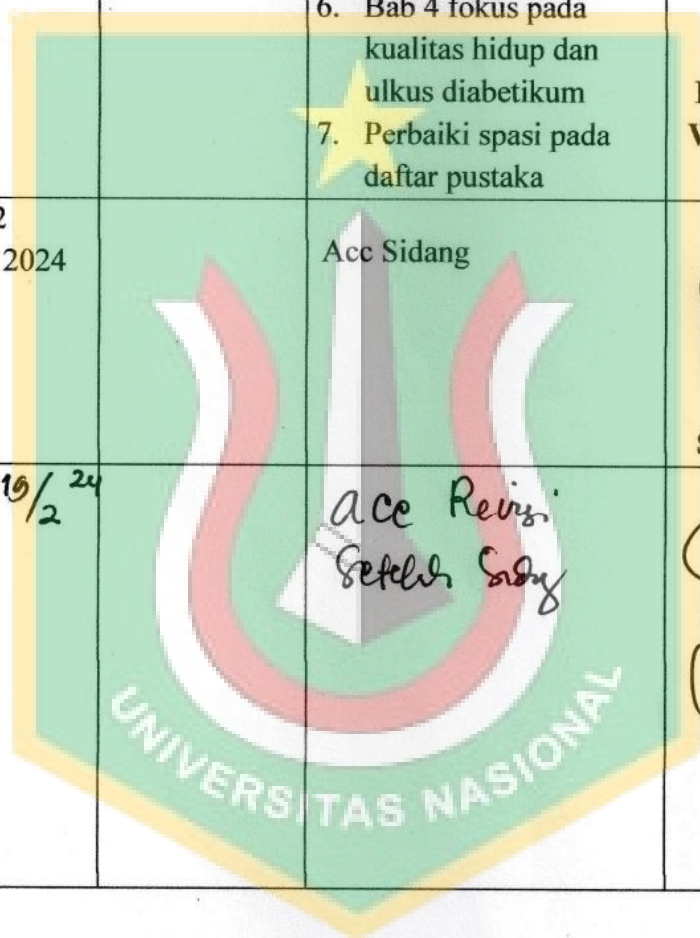 6. Bab 4 fokus pada
kualitas hidup dan
ulkus diabetikum
7. Perbaiki spasi pada
daftar pustaka
2
2024
Acc Sidang
19/2 24
acc Revisi
Setelah Sidang
UNIVERSITAS NASIONAL